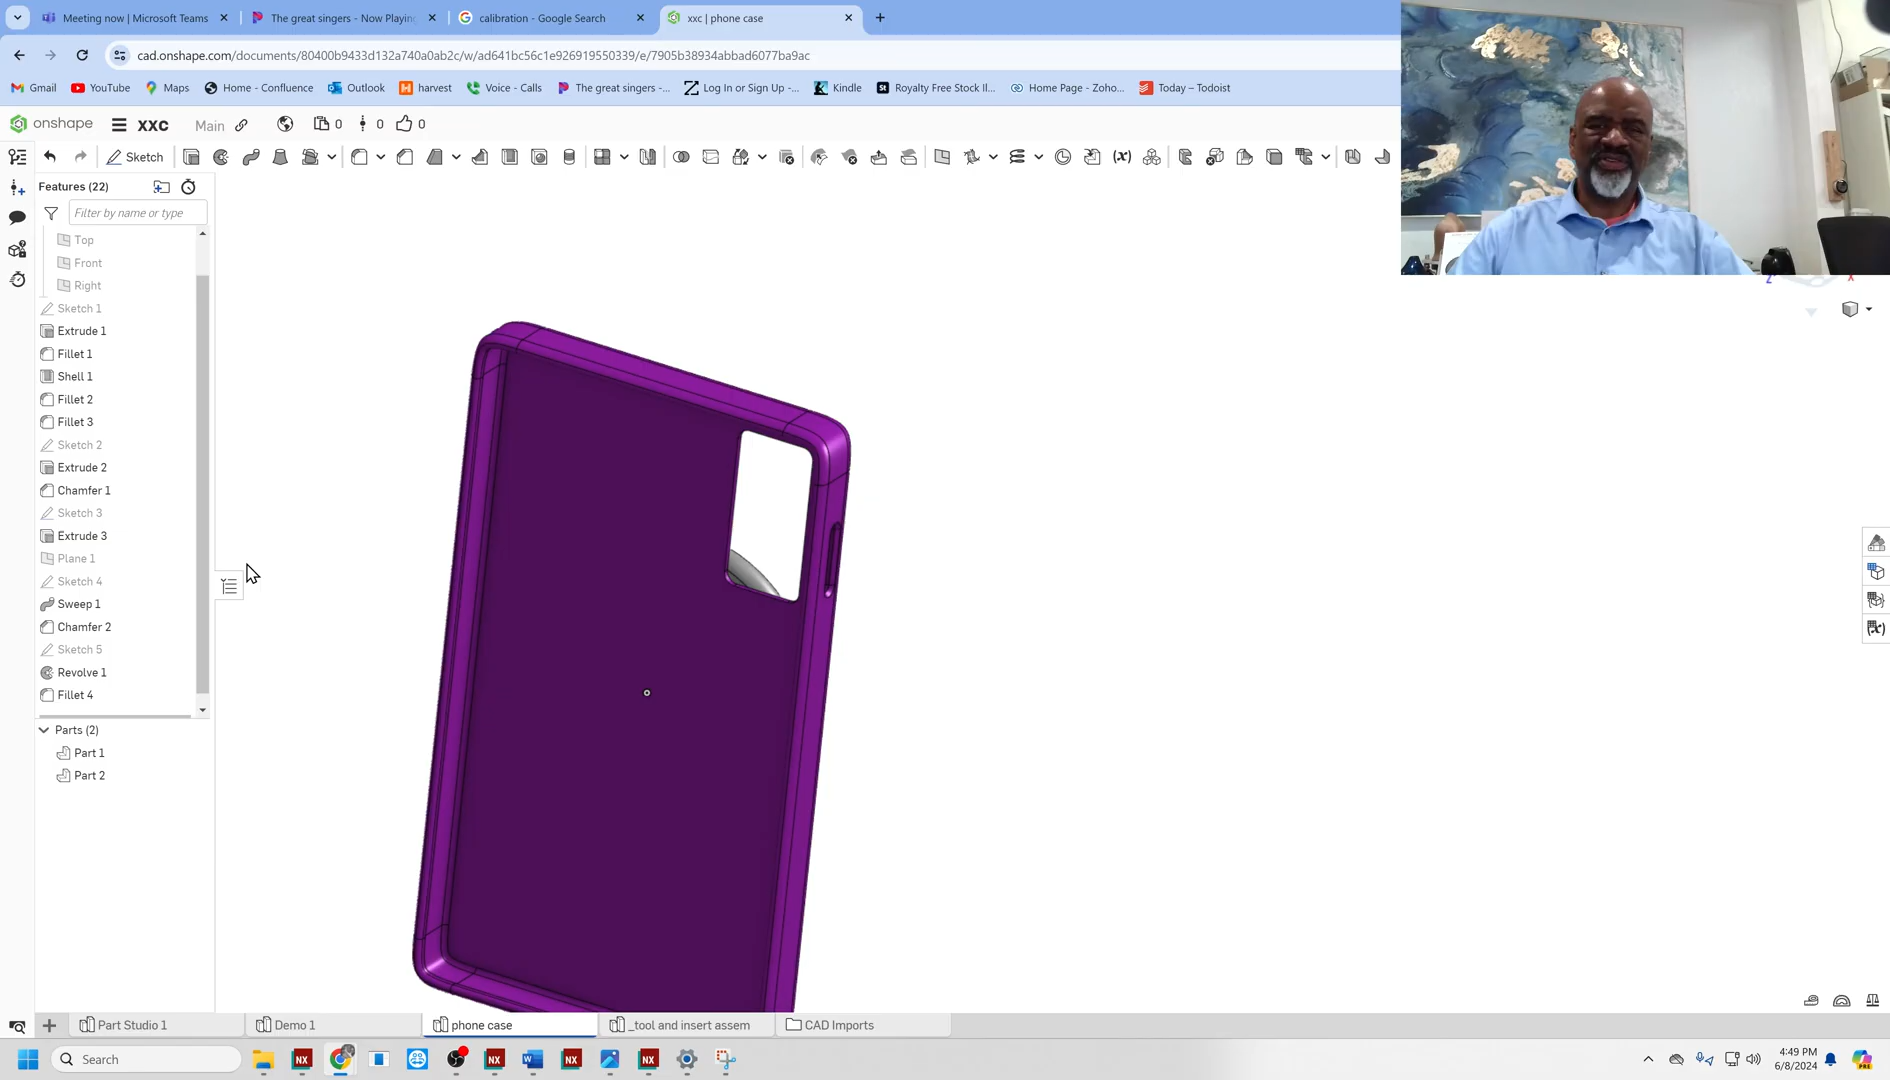 Meeting now | Microsoft Teams
The great singers - Now Playing
calibration - Google Search
xxc | phone case
cad.onshape.com/documents/80400b9433d132a740a0ab2c/w/ad641bc56c1e926919550339/e/7905b38934abbad6077ba9ac
Gmail
YouTube
Maps
Home - Confluence
Outlook
harvest
Voice - Calls
The great singers -...
Log In or Sign Up -...
Kindle
Royalty Free Stock Il...
Home Page - Zoho...
Today – Todoist
onshape
xxc
Main
0
0
0
Sketch
Features (22)
Filter by name or type
Top
Front
Right
Sketch 1
Extrude 1
Fillet 1
Shell 1
Fillet 2
Fillet 3
Sketch 2
Extrude 2
Chamfer 1
Sketch 3
Extrude 3
Plane 1
Sketch 4
Sweep 1
Chamfer 2
Sketch 5
Revolve 1
Fillet 4
Parts (2)
Part 1
Part 2
Part Studio 1
Demo 1
phone case
_tool and insert assem
CAD Imports
Search
4:49 PM
6/8/2024